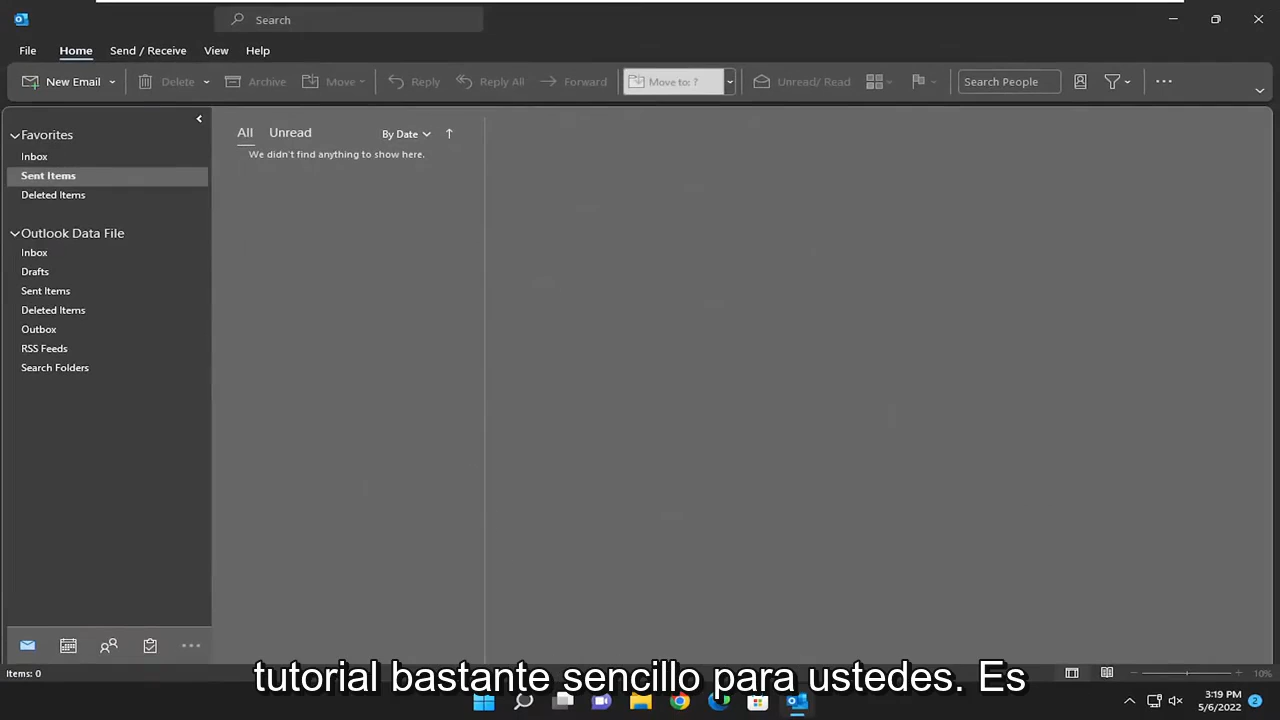 Search
File Home Send / Receive View Help
New Email Delete Archive Move Reply Reply All Forward Move to: ? Unread/ Read Search People
Favorites
Inbox
Sent Items
Deleted Items
Outlook Data File
Inbox
Drafts
Sent Items
Deleted Items
Outbox
RSS Feeds
Search Folders
All Unread By Date
We didn't find anything to show here.
Items: 0
10%
tutorial bastante sencillo para ustedes. Es
3:19 PM
5/6/2022
2